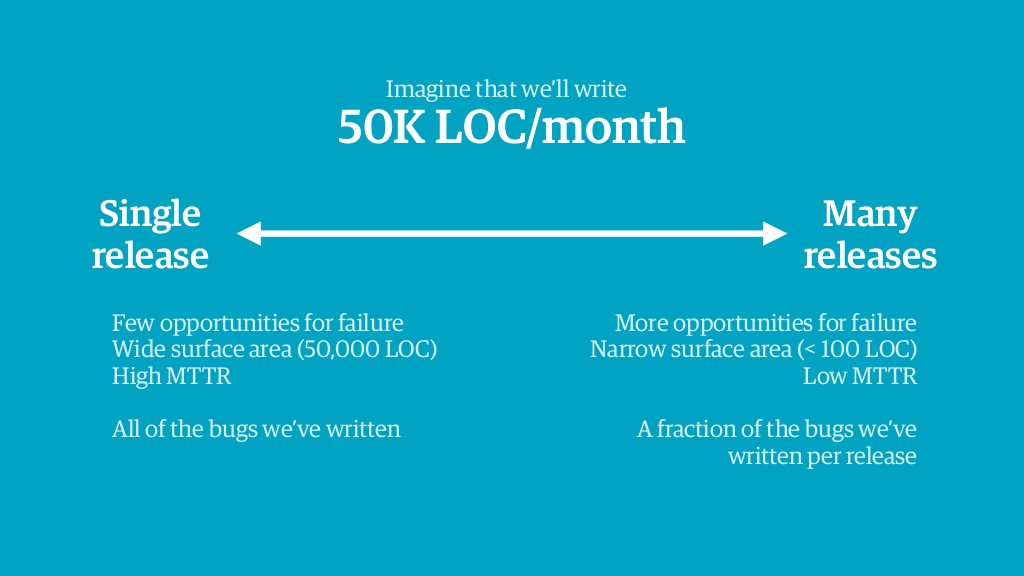 Imagine that we’ll write
50K LOC/month
Single
release
Many
releases
Few opportunities for failure
Wide surface area (50,000 LOC)
High MTTR
All of the bugs we’ve written
More opportunities for failure
Narrow surface area (< 100 LOC)
Low MTTR
A fraction of the bugs we’ve
written per release